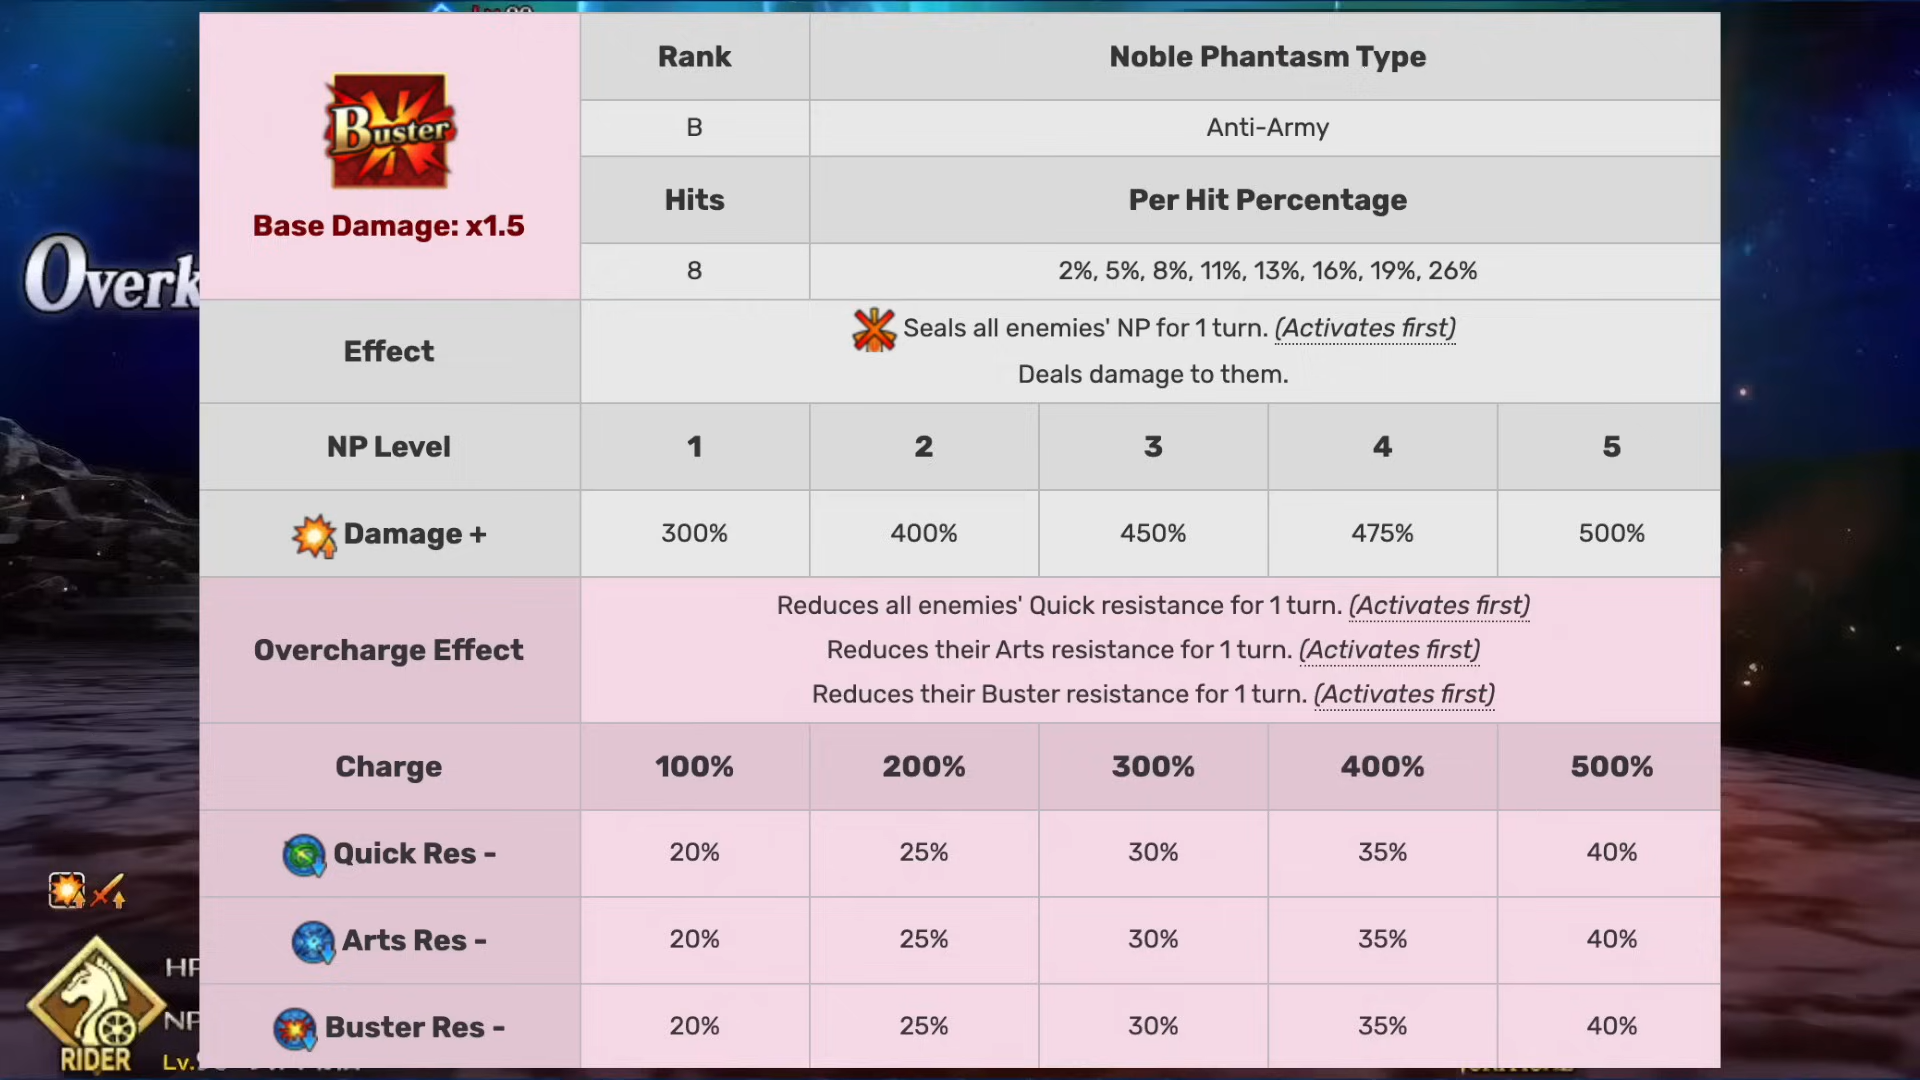 Rank
Noble Phantasm Type
Buster
B
Anti-Army
Hits
Per Hit Percentage
Base Damage: x1.5
8
2%, 5%, 8%, 11%, 13%, 16%, 19%, 26%
Overk
Effect
Seals all enemies' NP for 1 turn. (Activates first)
Deals damage to them.
NP Level
1
2
3
4
5
Damage +
300%
400%
450%
475%
500%
Overcharge Effect
Reduces all enemies' Quick resistance for 1 turn. (Activates first)
Reduces their Arts resistance for 1 turn. (Activates first)
Reduces their Buster resistance for 1 turn. (Activates first)
Charge
100%
200%
300%
400%
500%
Quick Res -
20%
25%
30%
35%
40%
Arts Res -
20%
25%
30%
35%
40%
Buster Res -
20%
25%
30%
35%
40%
HP
NP
RIDER
Lv.